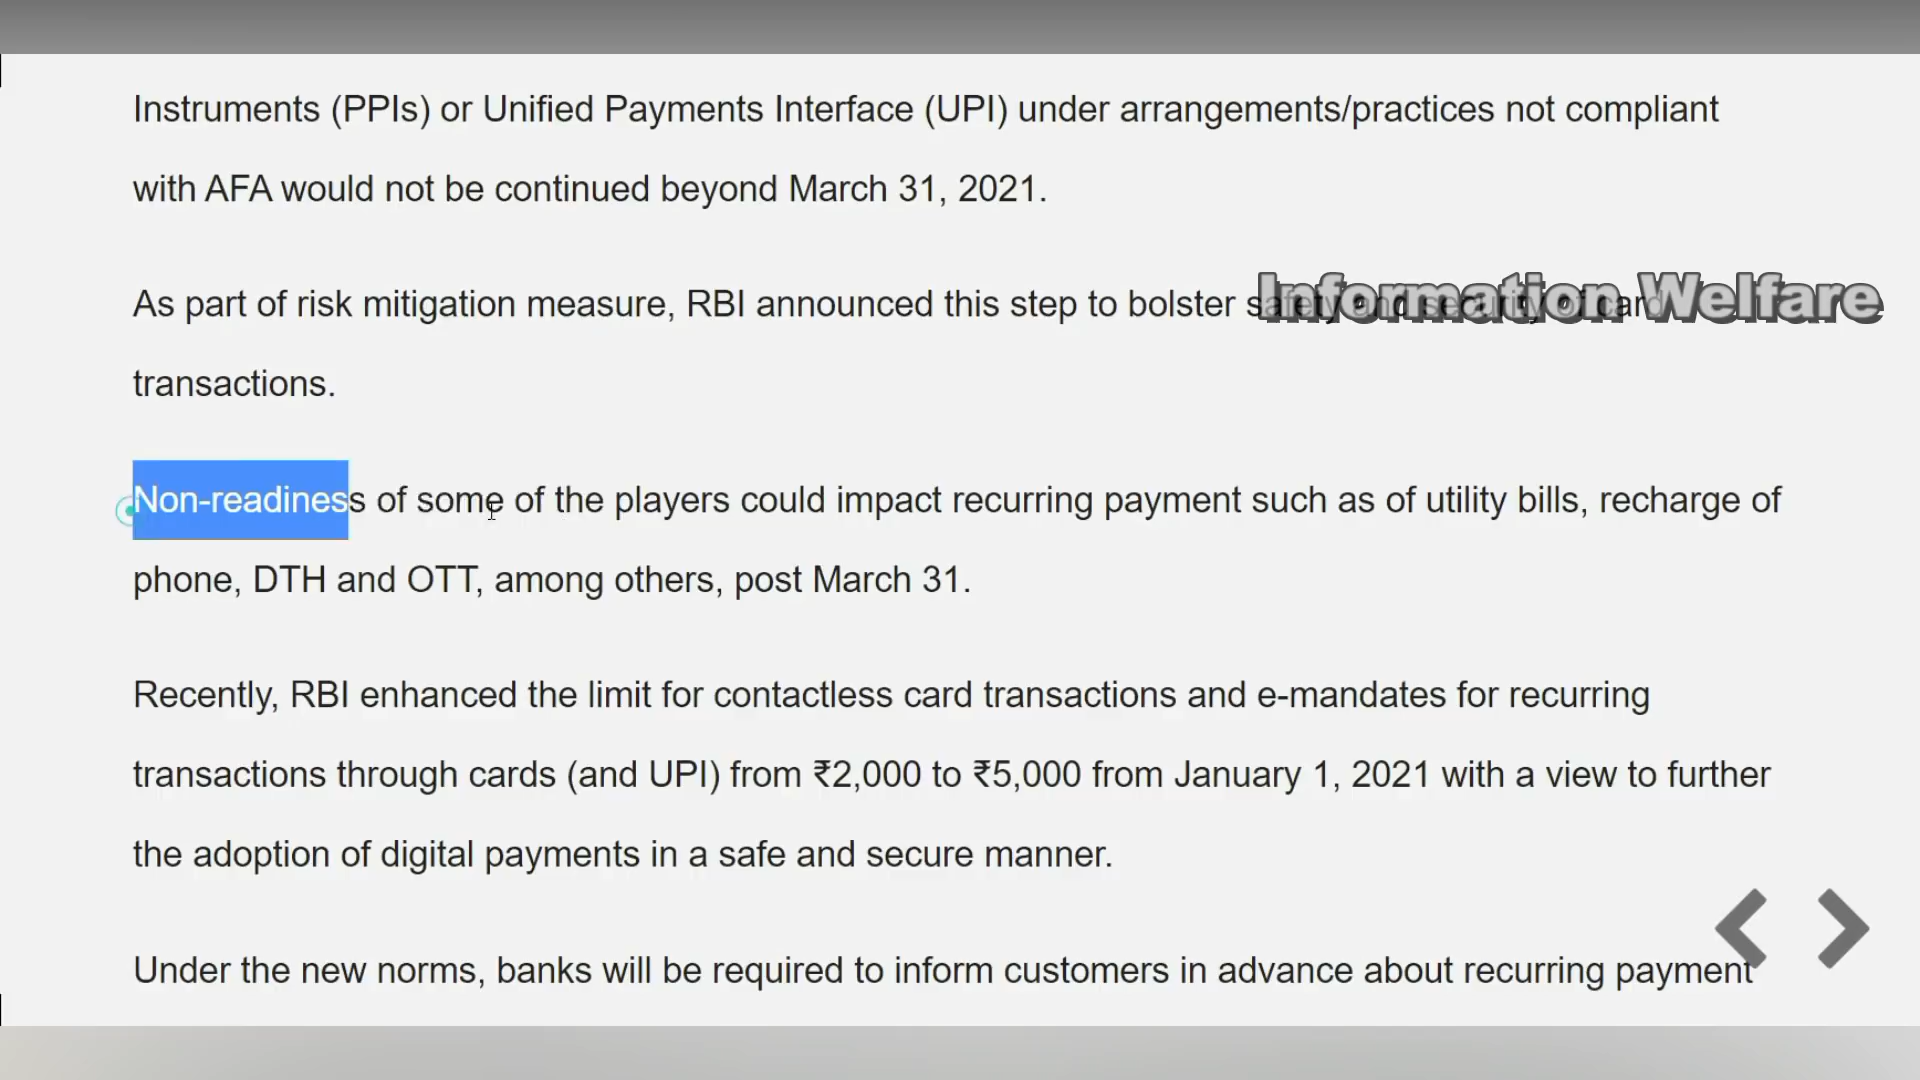 Instruments (PPIs) or Unified Payments Interface (UPI) under arrangements/practices not compliant
with AFA would not be continued beyond March 31, 2021.
As part of risk mitigation measure, RBI announced this step to bolster safety and security of card
Information Welfare
transactions.
Non-readiness of some of the players could impact recurring payment such as of utility bills, recharge of
phone, DTH and OTT, among others, post March 31.
Recently, RBI enhanced the limit for contactless card transactions and e-mandates for recurring
transactions through cards (and UPI) from ₹2,000 to ₹5,000 from January 1, 2021 with a view to further
the adoption of digital payments in a safe and secure manner.
Under the new norms, banks will be required to inform customers in advance about recurring payment